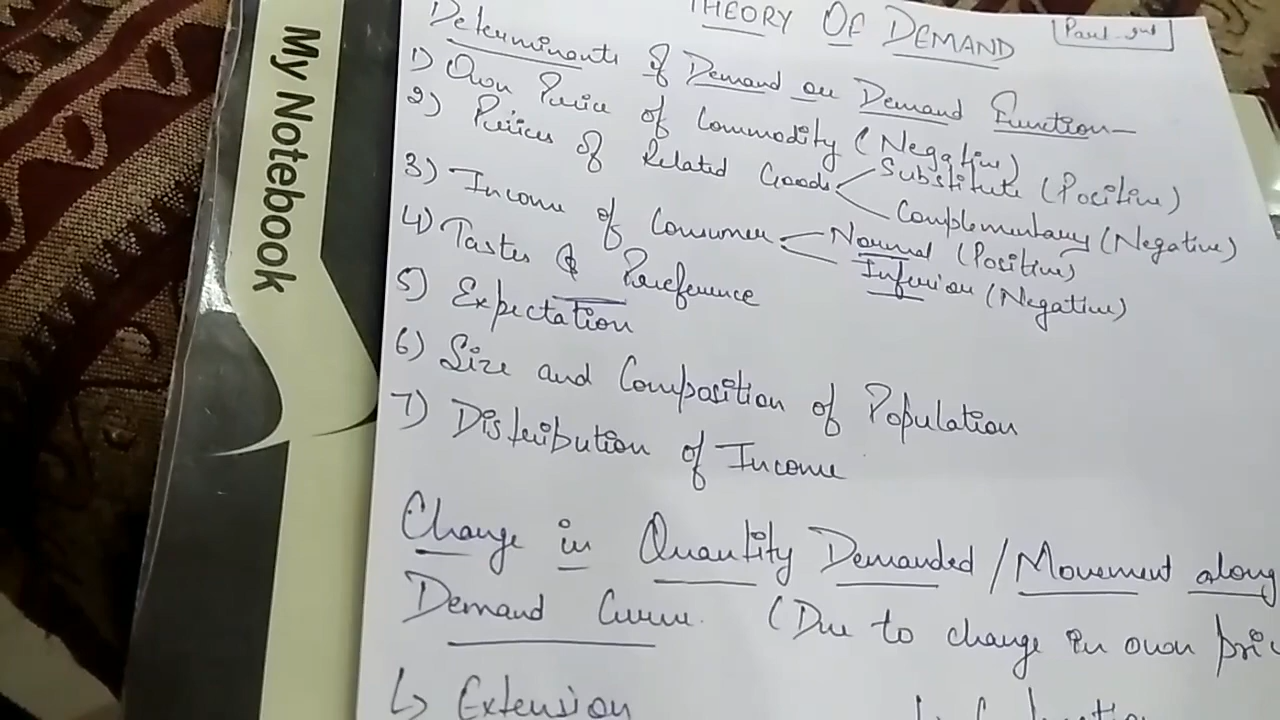 My Notebook
THEORY OF DEMAND
Determinants of Demand or Demand Function-
1) Own Price of Commodity (Negative)
2) Prices of Related Goods
Substitute (Positive)
Complementary (Negative)
3) Income of Consumer
Normal (Positive)
Inferior (Negative)
4) Tastes & Preference
5) Expectation
6) Size and Composition of Population
7) Distribution of Income
Change in Quantity Demanded / Movement along
Demand Curve. (Due to change in own pric
↳ Extension